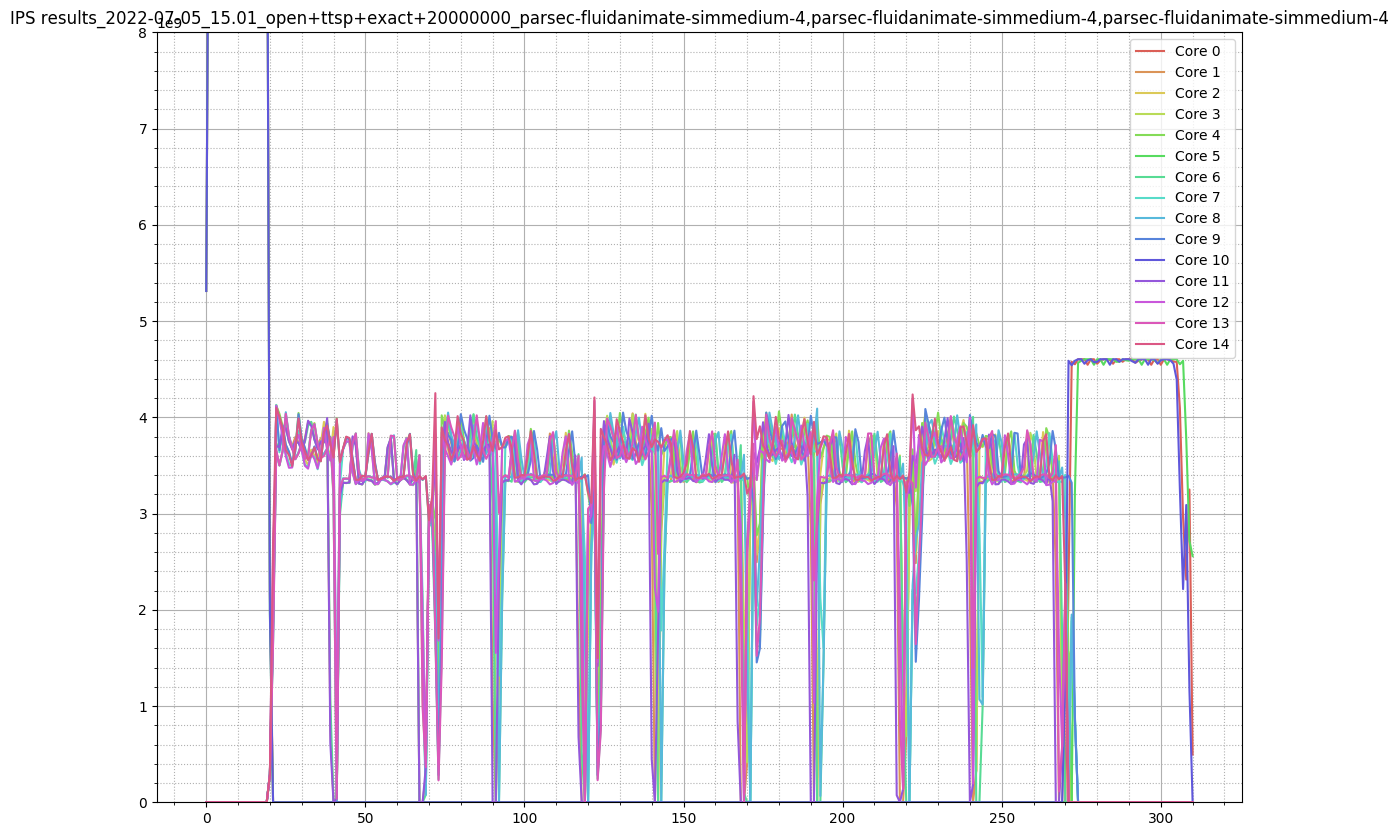 IPS results_2022-07-05_15.01_open+ttsp+exact+20000000_parsec-fluidanimate-simmedium-4,parsec-fluidanimate-simmedium-4,parsec-fluidanimate-simmedium-4
1e9
8
7
6
5
4
3
2
1
0
0
50
100
150
200
250
300
Core 0
Core 1
Core 2
Core 3
Core 4
Core 5
Core 6
Core 7
Core 8
Core 9
Core 10
Core 11
Core 12
Core 13
Core 14